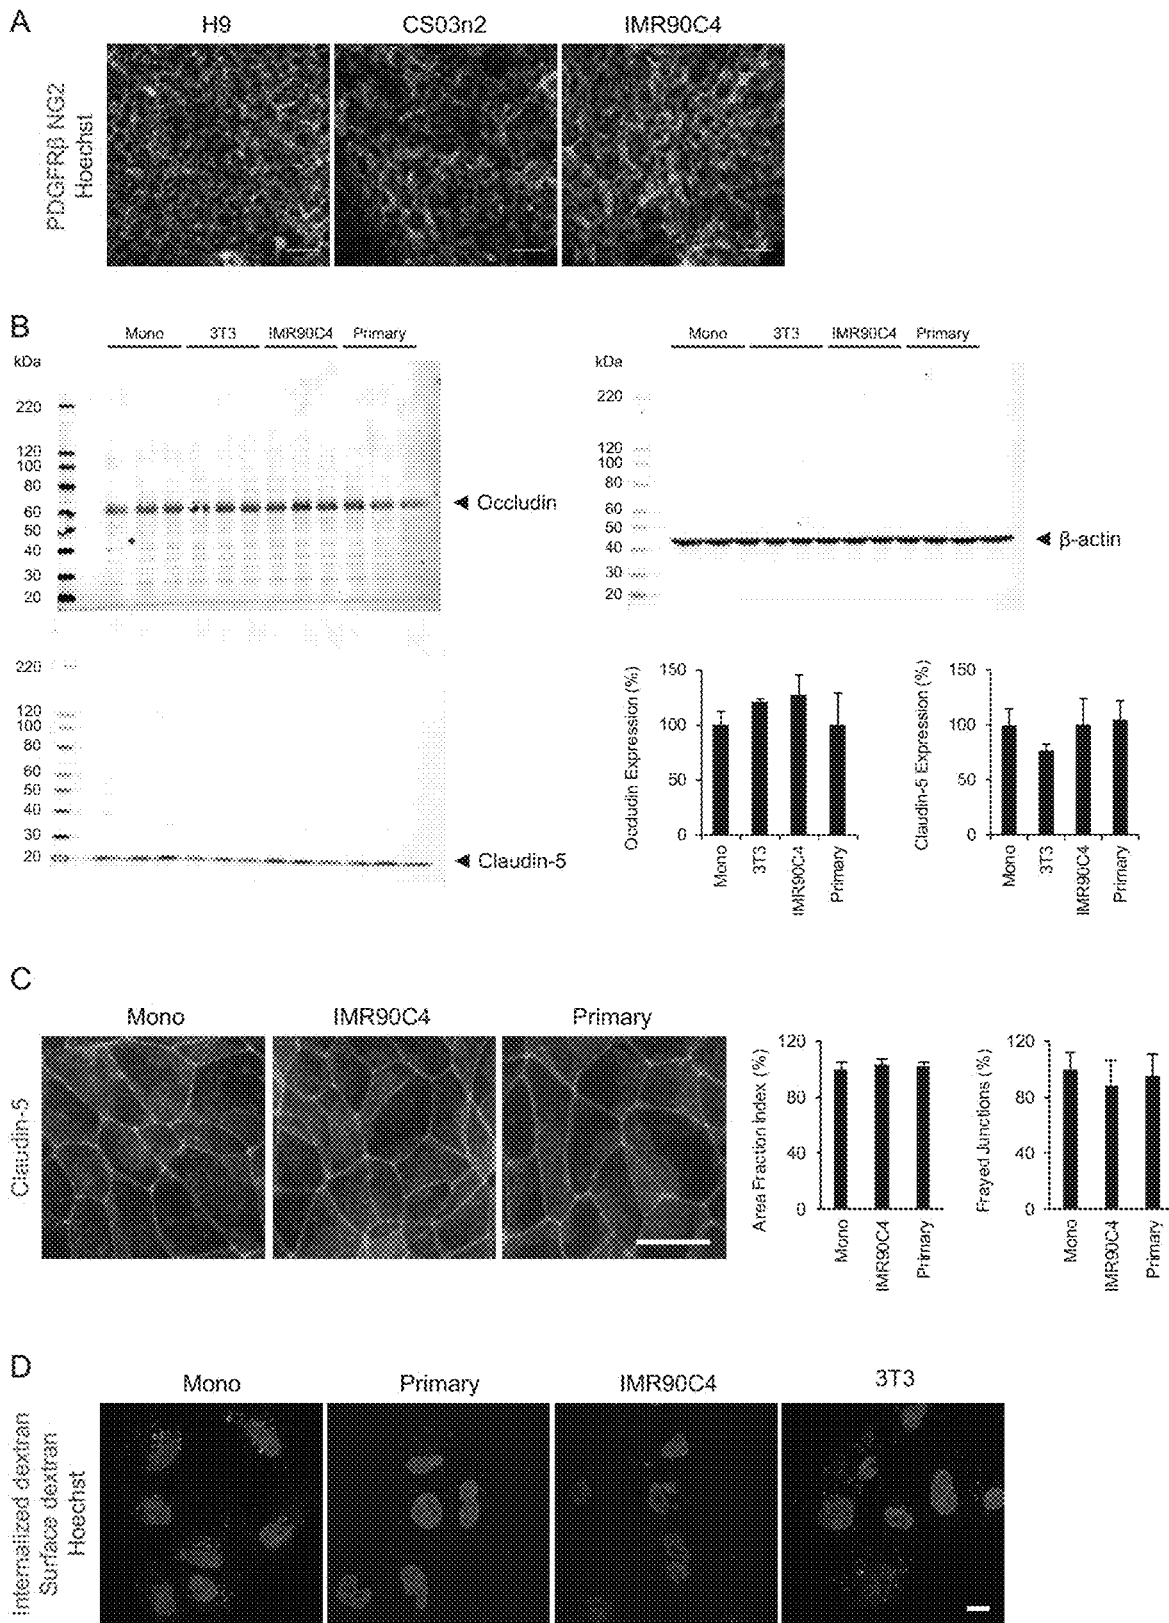 A
H9 CS03n2 IMR90C4
PDGFRβ NG2
Hoechst
B
Mono 3T3 IMR90C4 Primary
kDa
220
120
100
80
60
50
40
30
20
Occludin
Mono 3T3 IMR90C4 Primary
kDa
220
120
100
80
60
50
40
30
20
β-actin
220
120
100
80
60
50
40
30
20
Claudin-5
Occludin Expression (%)
150
100
50
0
Mono 3T3 IMR90C4 Primary
Claudin-5 Expression (%)
150
100
50
0
Mono 3T3 IMR90C4 Primary
C
Mono IMR90C4 Primary
Claudin-5
Area Fraction Index (%)
120
80
40
0
Mono IMR90C4 Primary
Frayed Junctions (%)
120
80
40
0
Mono IMR90C4 Primary
D
Mono Primary IMR90C4 3T3
Internalized dextran
Surface dextran
Hoechst